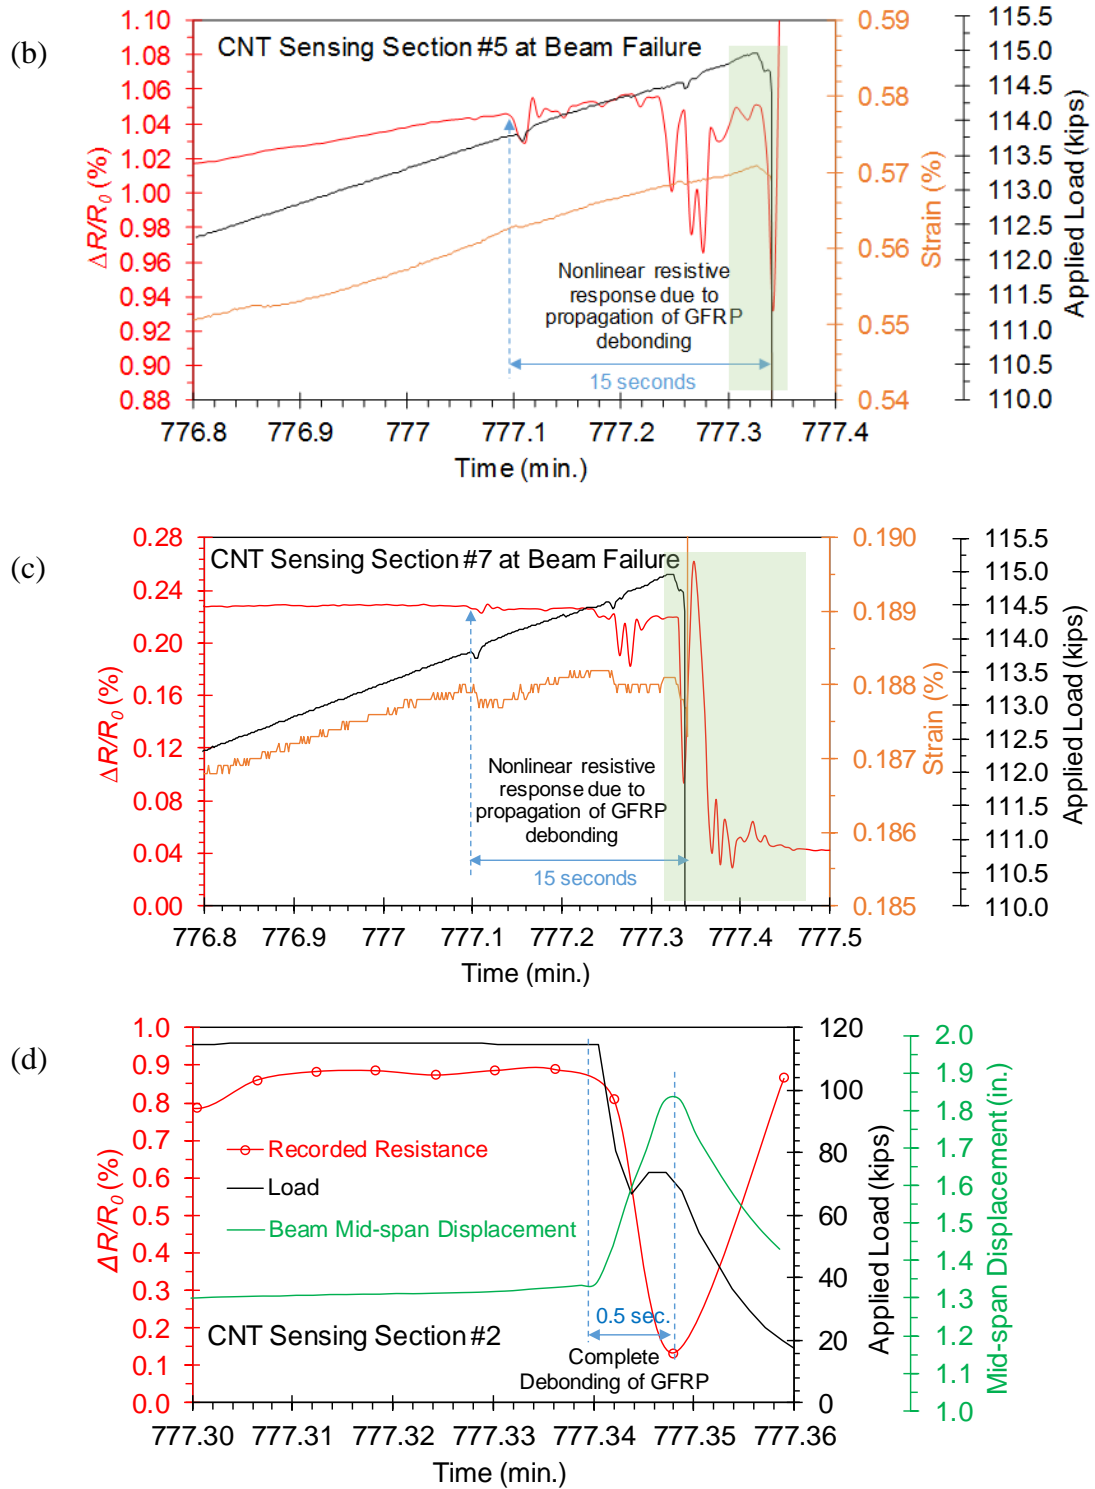 (b)
CNT Sensing Section #5 at Beam Failure
ΔR/R0 (%)
1.10
1.08
1.06
1.04
1.02
1.00
0.98
0.96
0.94
0.92
0.90
0.88
Nonlinear resistive
response due to
propagation of GFRP
debonding
15 seconds
0.59
0.58
0.57
0.56
0.55
0.54
Strain (%)
115.5
115.0
114.5
114.0
113.5
113.0
112.5
112.0
111.5
111.0
110.5
110.0
Applied Load (kips)
776.8 776.9 777 777.1 777.2 777.3 777.4
Time (min.)
(c)
CNT Sensing Section #7 at Beam Failure
ΔR/R0 (%)
0.28
0.24
0.20
0.16
0.12
0.08
0.04
0.00
Nonlinear resistive
response due to
propagation of GFRP
debonding
15 seconds
0.190
0.189
0.188
0.187
0.186
0.185
Strain (%)
115.5
115.0
114.5
114.0
113.5
113.0
112.5
112.0
111.5
111.0
110.5
110.0
Applied Load (kips)
776.8 776.9 777 777.1 777.2 777.3 777.4 777.5
Time (min.)
(d)
ΔR/R0 (%)
1.0
0.9
0.8
0.7
0.6
0.5
0.4
0.3
0.2
0.1
0.0
Recorded Resistance
Load
Beam Mid-span Displacement
CNT Sensing Section #2
0.5 sec.
Complete
Debonding of GFRP
120
100
80
60
40
20
0
Applied Load (kips)
2.0
1.9
1.8
1.7
1.6
1.5
1.4
1.3
1.2
1.1
1.0
Mid-span Displacement (in.)
777.30 777.31 777.32 777.33 777.34 777.35 777.36
Time (min.)